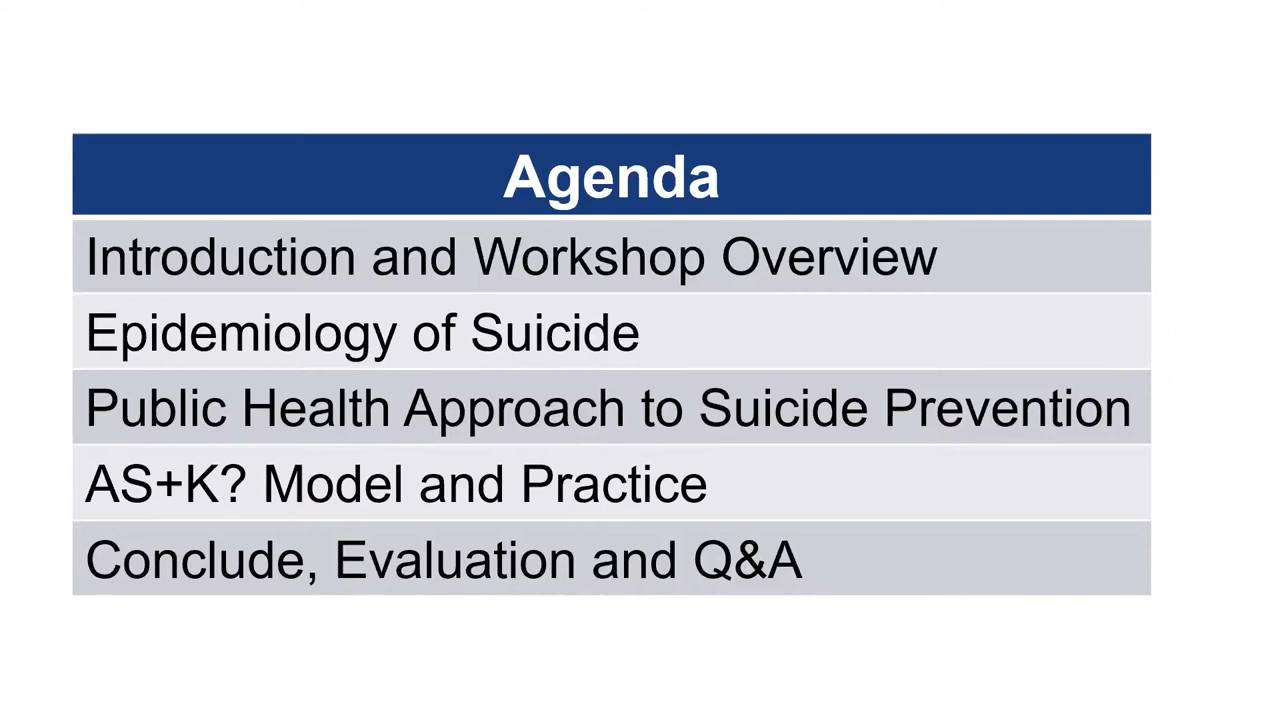 Agenda
Introduction and Workshop Overview
Epidemiology of Suicide
Public Health Approach to Suicide Prevention
AS+K? Model and Practice
Conclude, Evaluation and Q&A